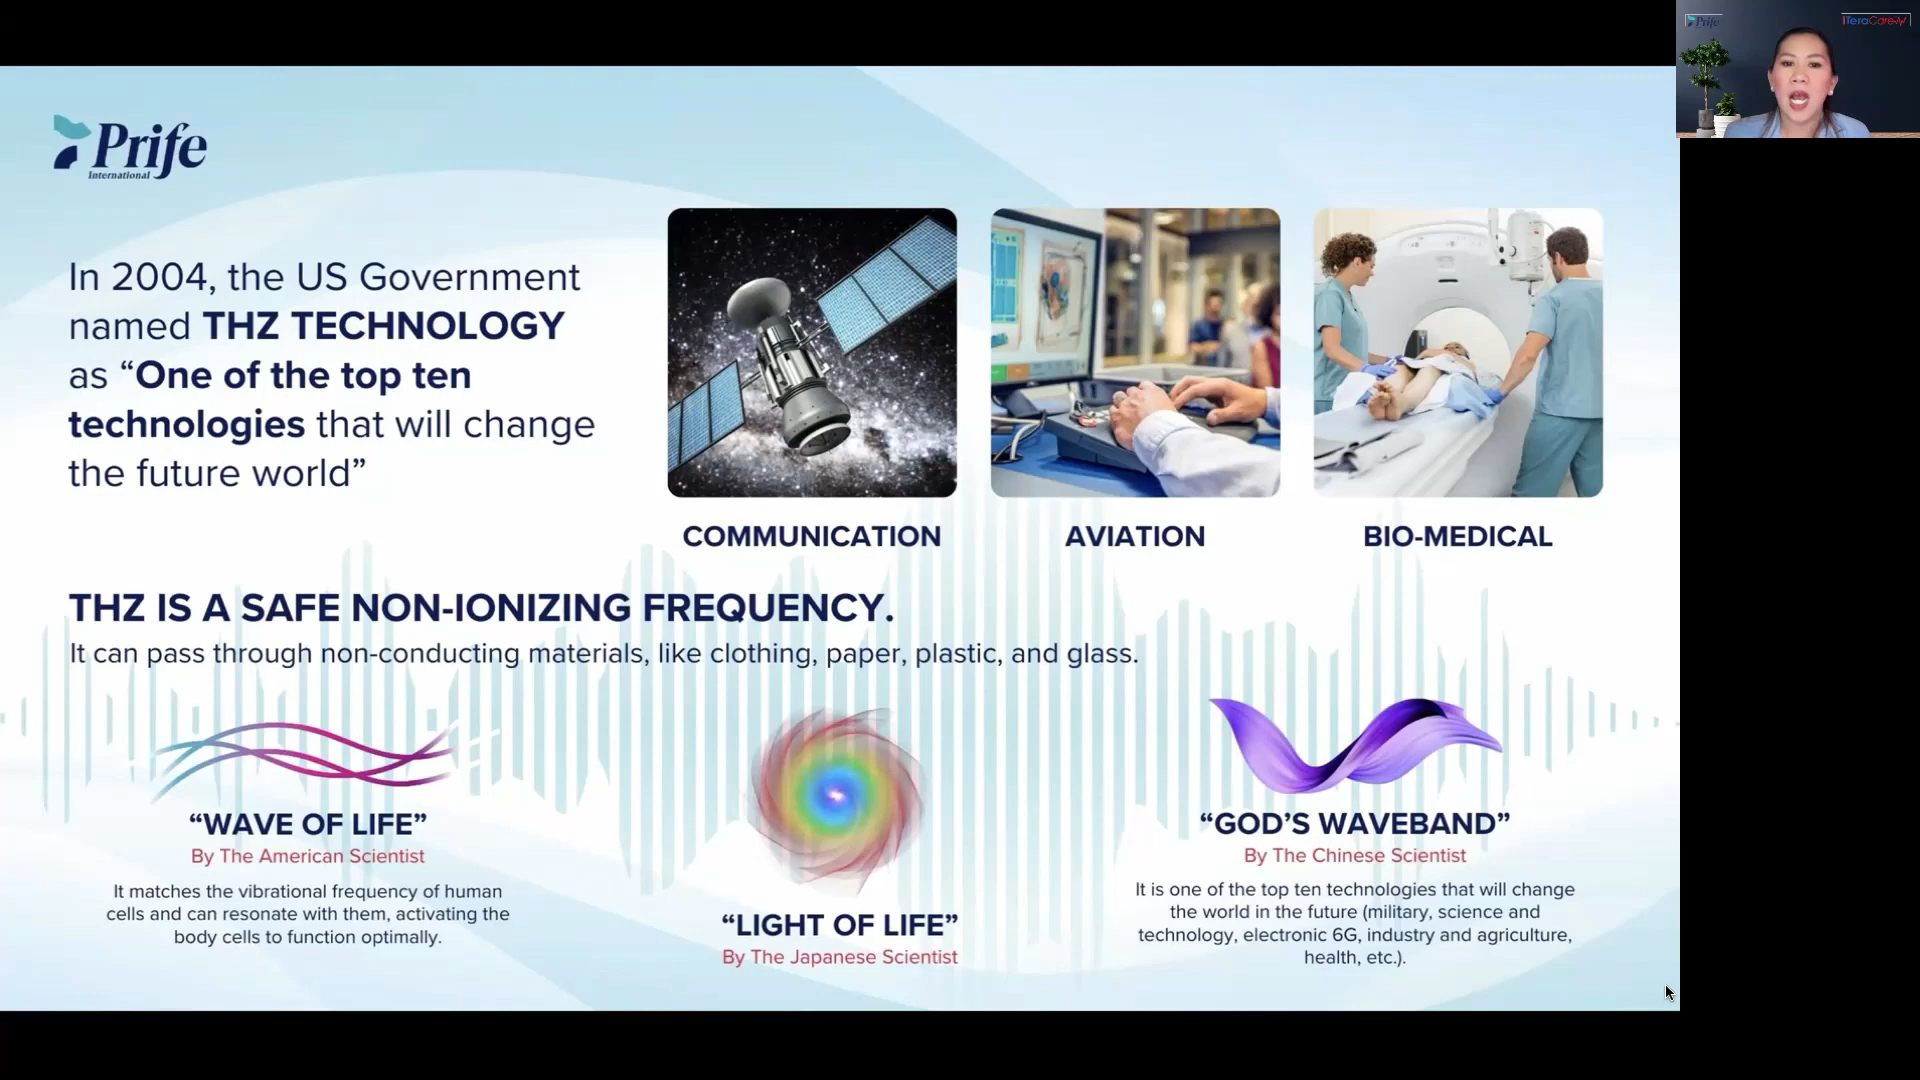 Prife
International
In 2004, the US Government
named THZ TECHNOLOGY
as “One of the top ten
technologies that will change
the future world”
COMMUNICATION
AVIATION
BIO-MEDICAL
THZ IS A SAFE NON-IONIZING FREQUENCY.
It can pass through non-conducting materials, like clothing, paper, plastic, and glass.
“WAVE OF LIFE”
By The American Scientist
It matches the vibrational frequency of human
cells and can resonate with them, activating the
body cells to function optimally.
“LIGHT OF LIFE”
By The Japanese Scientist
“GOD’S WAVEBAND”
By The Chinese Scientist
It is one of the top ten technologies that will change
the world in the future (military, science and
technology, electronic 6G, industry and agriculture,
health, etc.).
Prife
iTeraCare